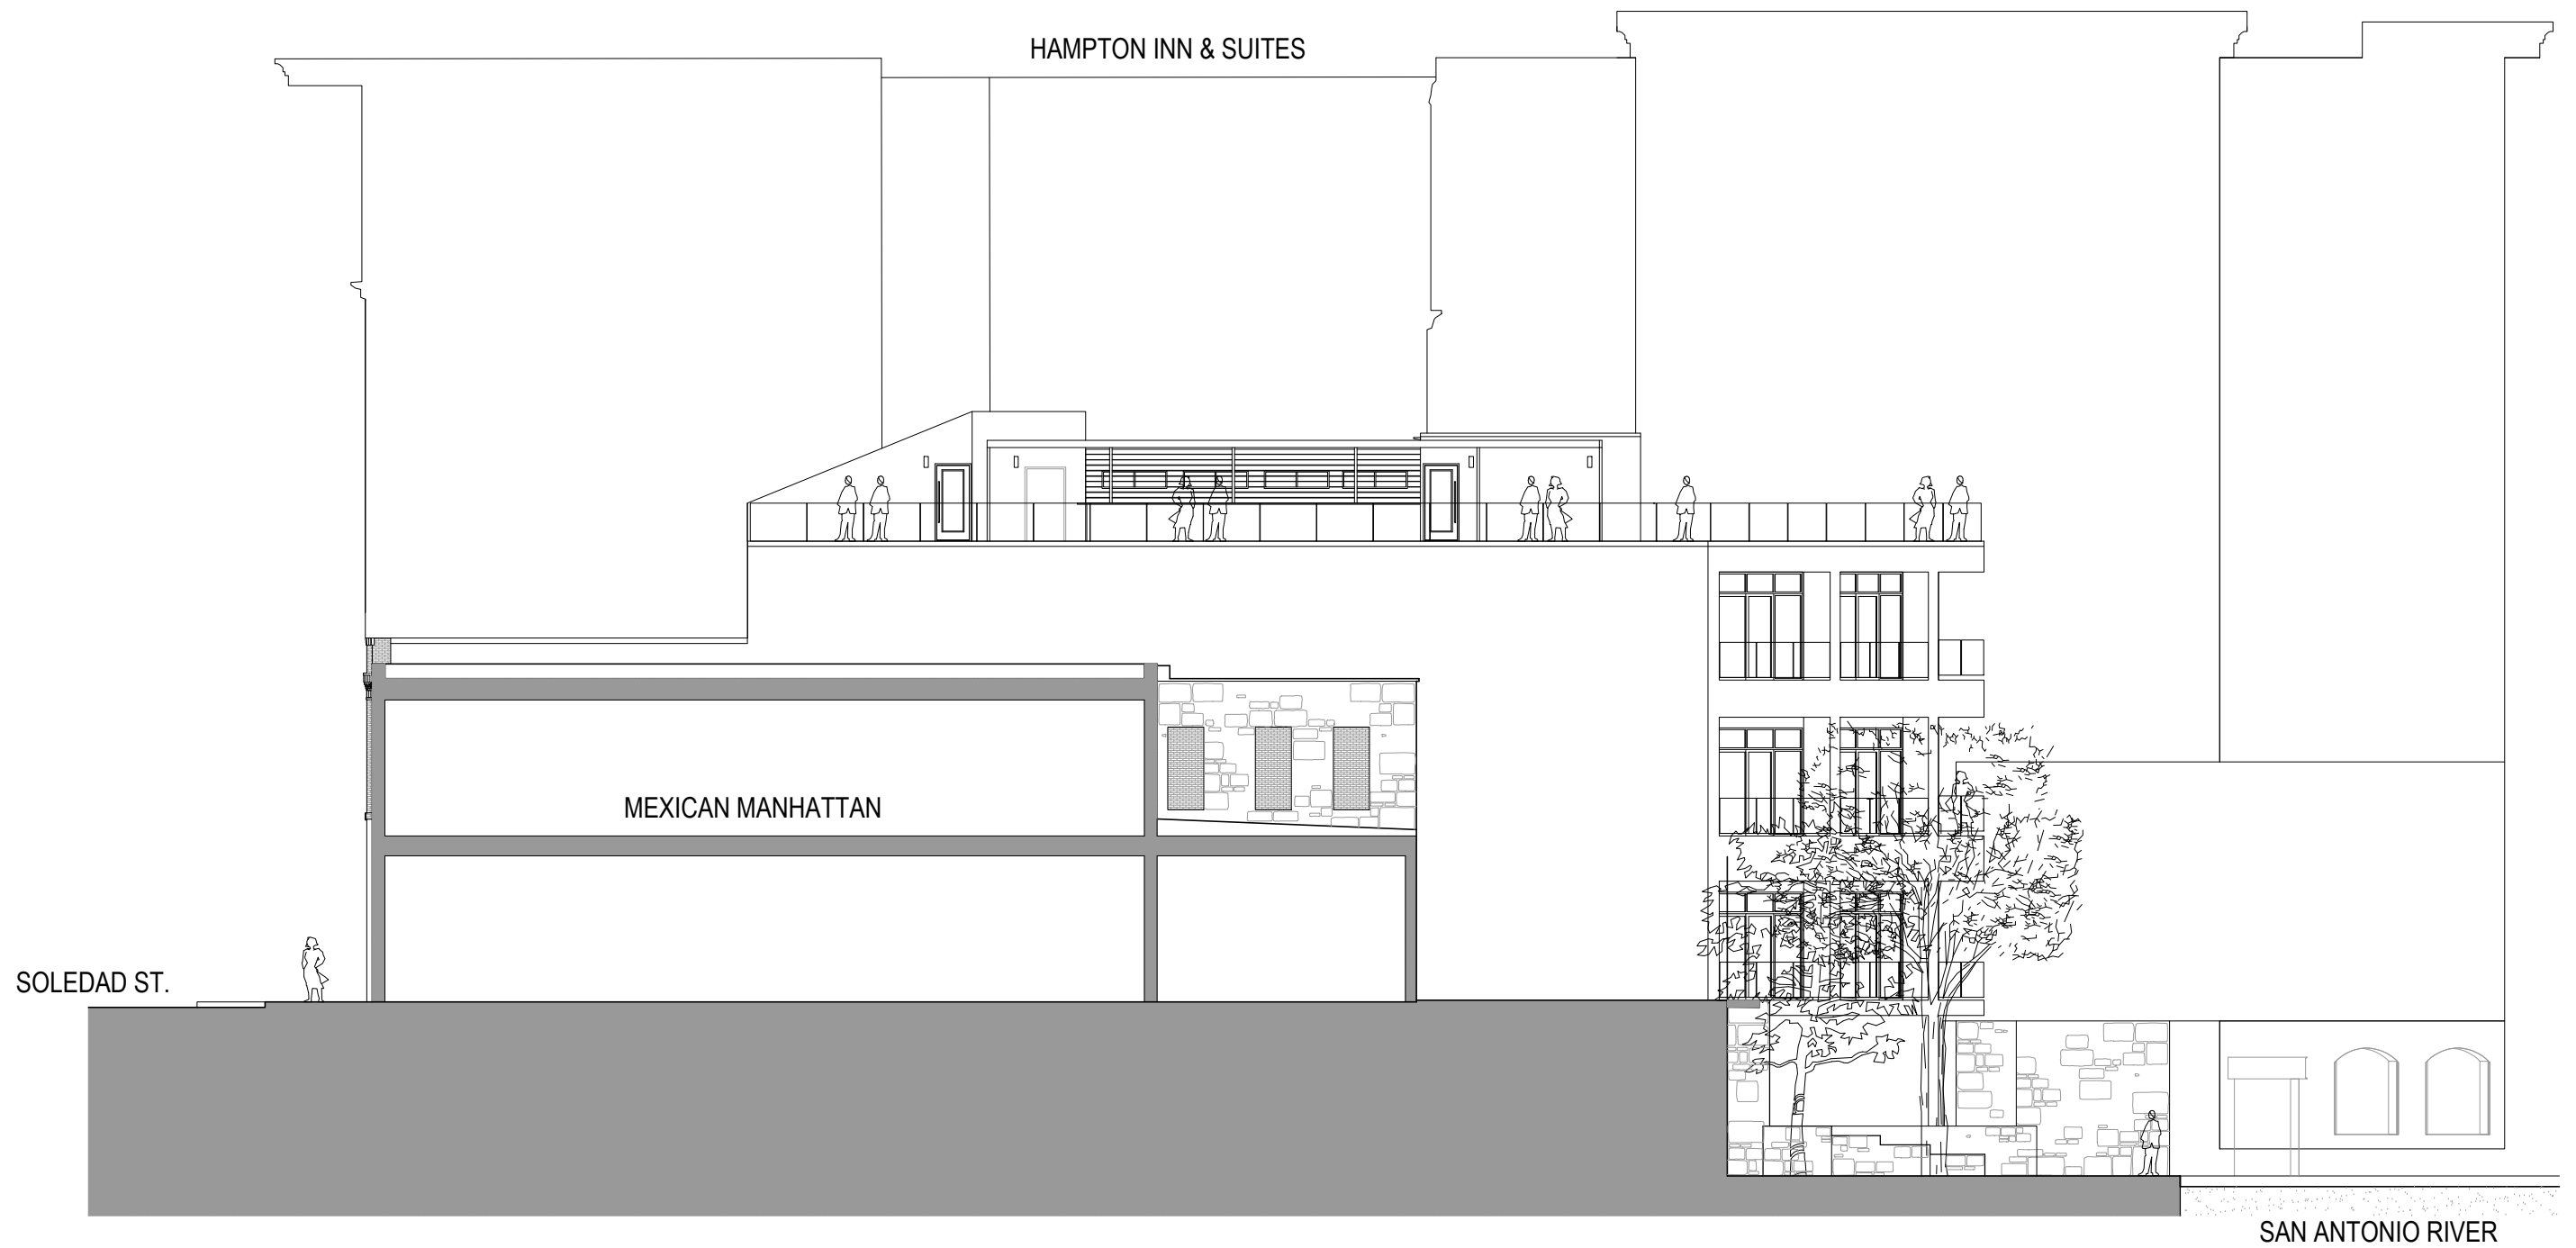 HAMPTON INN & SUITES
MEXICAN MANHATTAN
SOLEDAD ST.
SAN ANTONIO RIVER